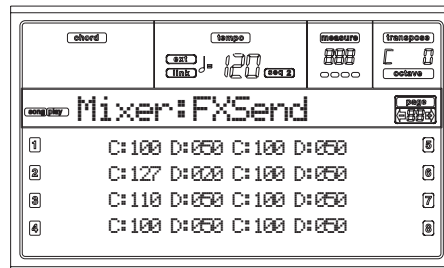 chord tempo measure transpose
ext ♩= 120 seq 2 888 C 0
link octave
song play Mixer:FXSend page
1 C:100 D:050 C:100 D:050 5
2 C:127 D:020 C:100 D:050 6
3 C:110 D:050 C:100 D:050 7
4 C:100 D:050 C:100 D:050 8